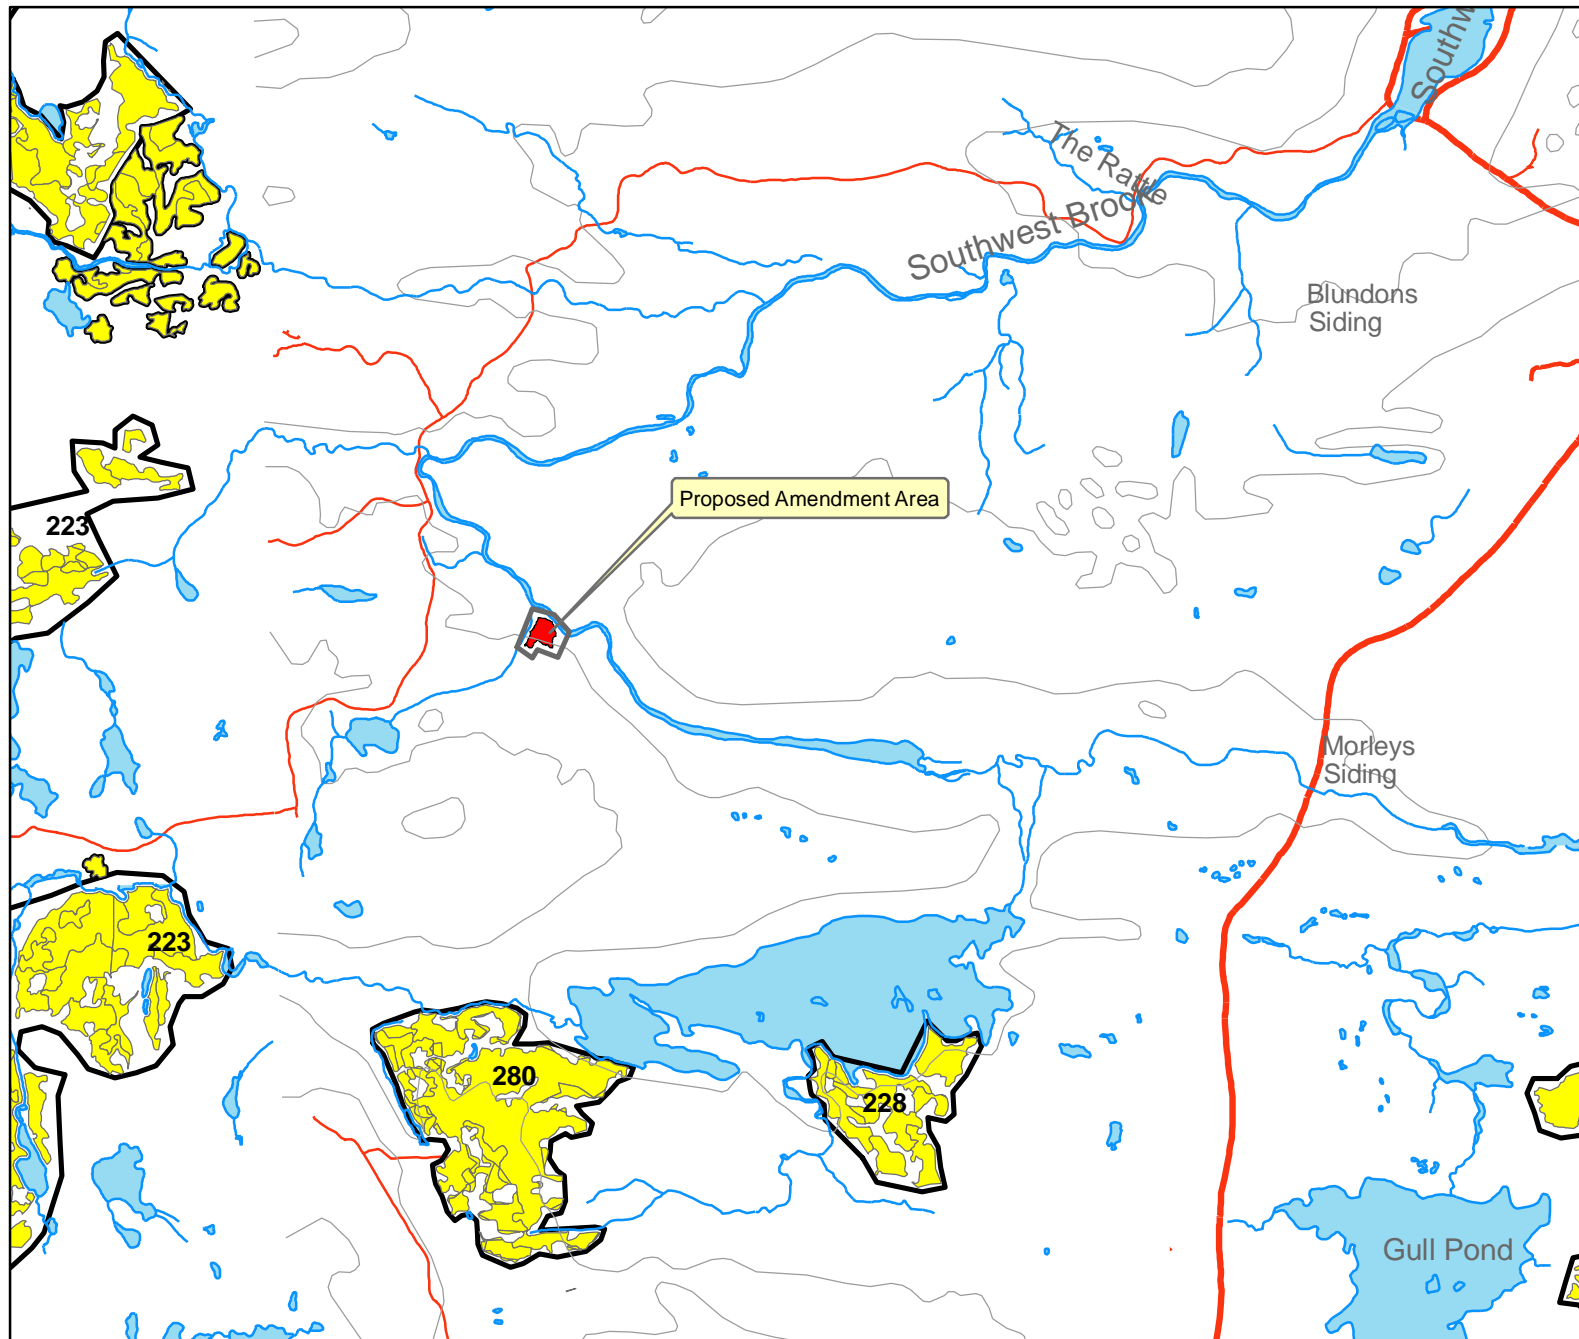 Southw
The Rattle
Southwest Brook
Blundons
Siding
Proposed Amendment Area
223
Morleys
Siding
223
280
228
Gull Pond